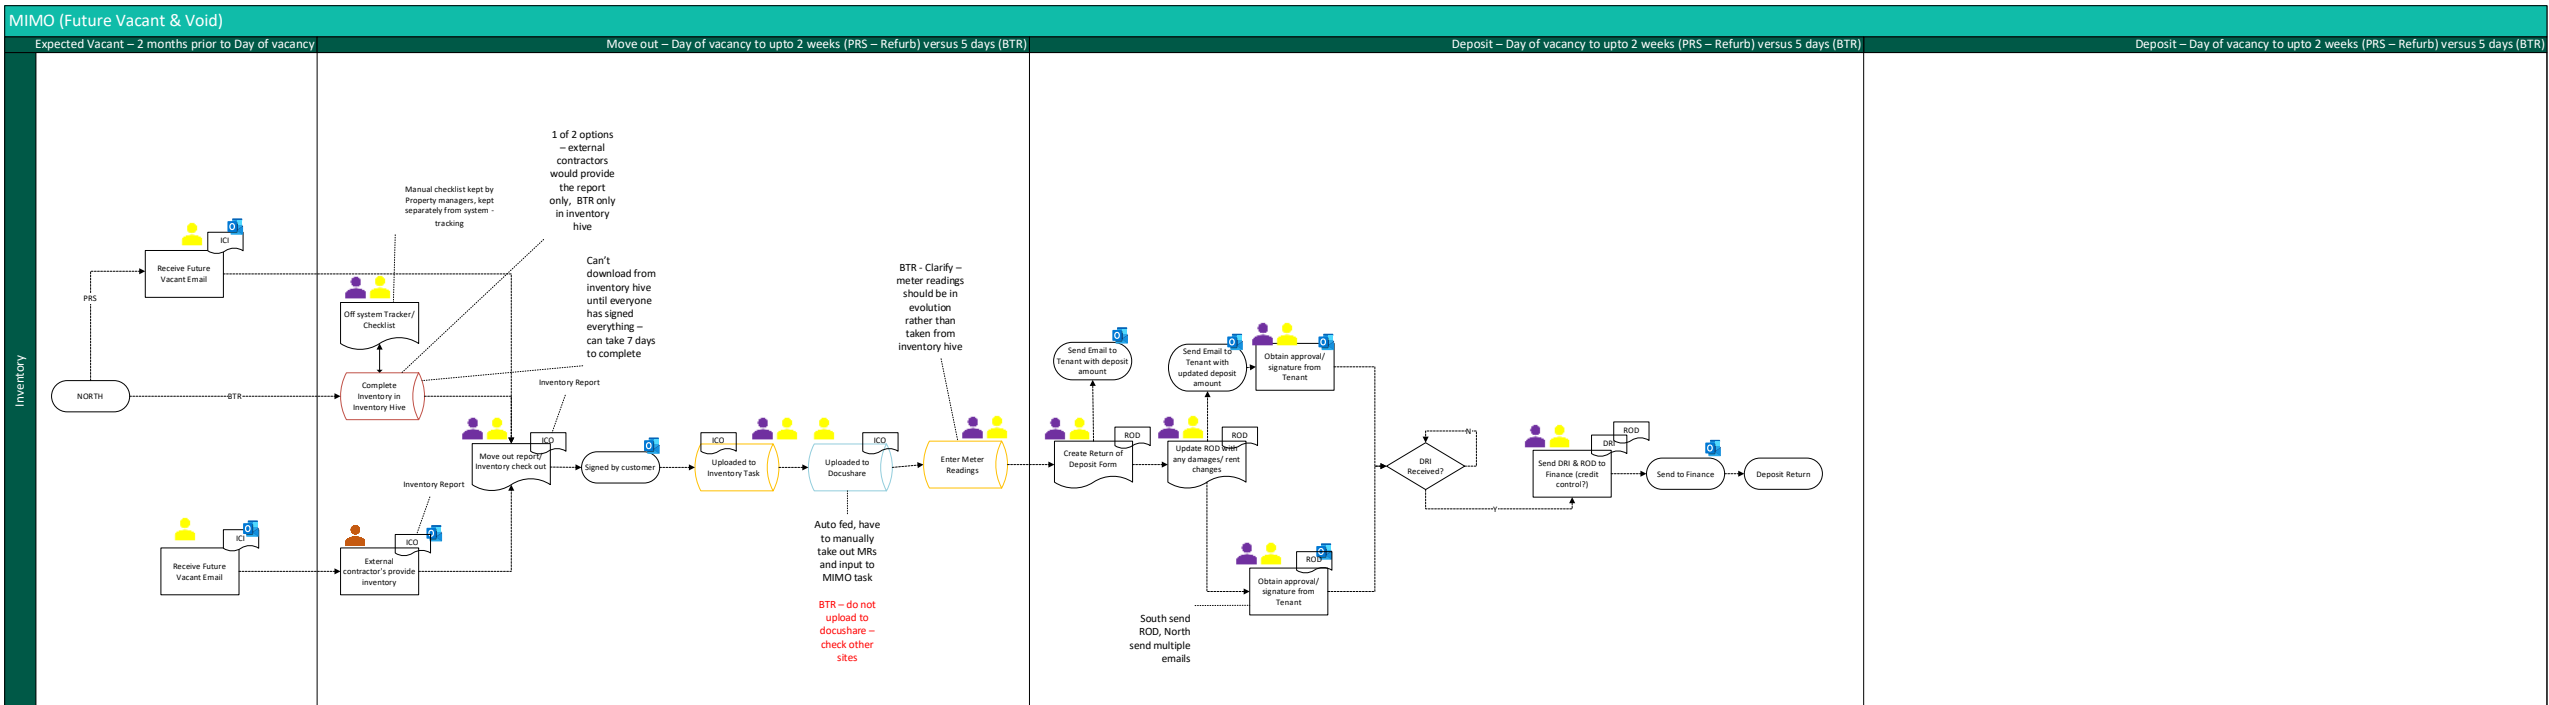 MIMO (Future Vacant & Void)
Expected Vacant – 2 months prior to Day of vacancy
Move out – Day of vacancy to upto 2 weeks (PRS – Refurb) versus 5 days (BTR)
Deposit – Day of vacancy to upto 2 weeks (PRS – Refurb) versus 5 days (BTR)
Deposit – Day of vacancy to upto 2 weeks (PRS – Refurb) versus 5 days (BTR)
Inventory
NORTH
PRS
BTR
ICI
Receive Future
Vacant Email
ICI
Receive Future
Vacant Email
Manual checklist kept by
Property managers, kept
separately from system -
tracking
Off system Tracker/
Checklist
Complete
Inventory in
Inventory Hive
1 of 2 options
– external
contractors
would provide
the report
only, BTR only
in inventory
hive
Can't
download from
inventory hive
until everyone
has signed
everything –
can take 7 days
to complete
Inventory Report
ICO
Move out report/
Inventory check out
Inventory Report
ICO
External
contractor's provide
inventory
Signed by customer
ICO
Uploaded to
Inventory Task
ICO
Uploaded to
Docushare
Auto fed, have
to manually
take out MRs
and input to
MIMO task
BTR – do not
upload to
docushare –
check other
sites
BTR - Clarify –
meter readings
should be in
evolution
rather than
taken from
inventory hive
Enter Meter
Readings
Send Email to
Tenant with deposit
amount
ROD
Create Return of
Deposit Form
Send Email to
Tenant with
updated deposit
amount
Obtain approval/
signature from
Tenant
ROD
Update ROD with
any damages/ rent
changes
ROD
Obtain approval/
signature from
Tenant
South send
ROD, North
send multiple
emails
DRI
Received?
N
Y
ROD
DRI
Send DRI & ROD to
Finance (credit
control?)
Send to Finance
Deposit Return